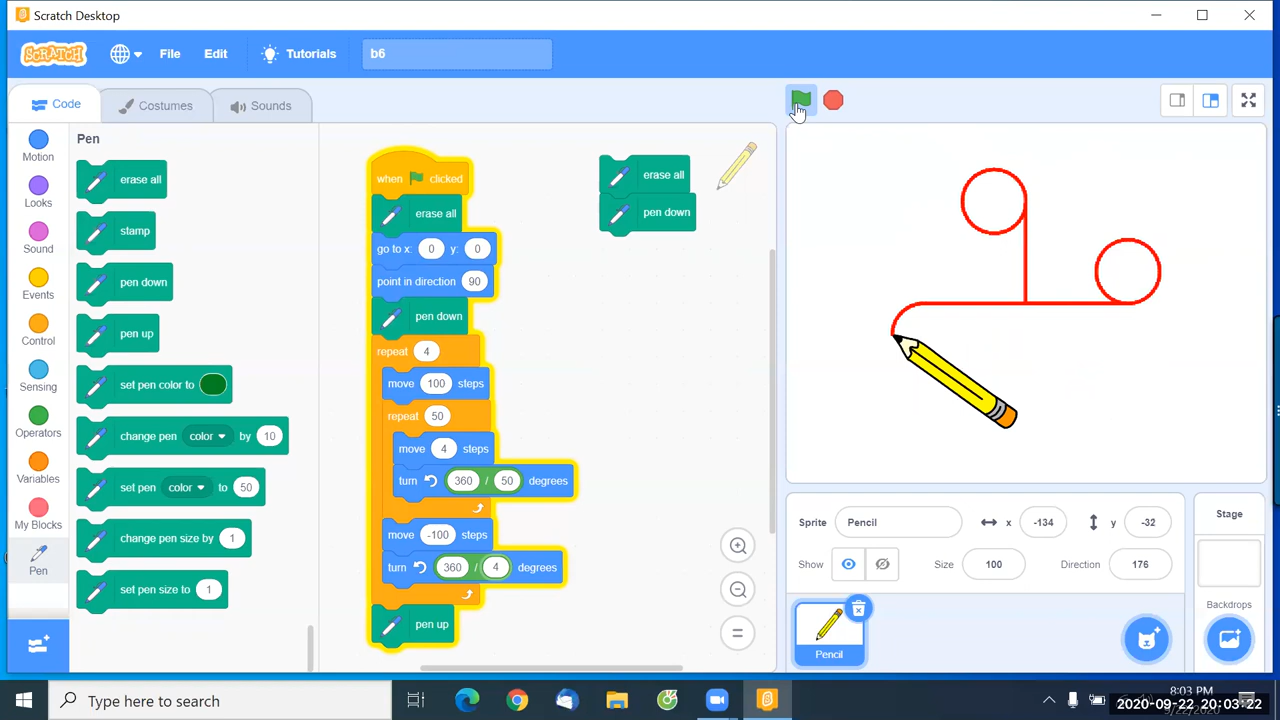 Scratch Desktop
SCRATCH
File
Edit
Tutorials
b6
Code
Costumes
Sounds
Motion
Looks
Sound
Events
Control
Sensing
Operators
Variables
My Blocks
Pen
Pen
erase all
stamp
pen down
pen up
set pen color to
change pen color by 10
set pen color to 50
change pen size by 1
set pen size to 1
when clicked
erase all
go to x: 0 y: 0
point in direction 90
pen down
repeat 4
move 100 steps
repeat 50
move 4 steps
turn 360 / 50 degrees
move -100 steps
turn 360 / 4 degrees
pen up
erase all
pen down
Sprite Pencil x -134 y -32
Show Size 100 Direction 176
Pencil
Stage
Backdrops
Type here to search
8:03 PM
2020-09-22 20:03:22